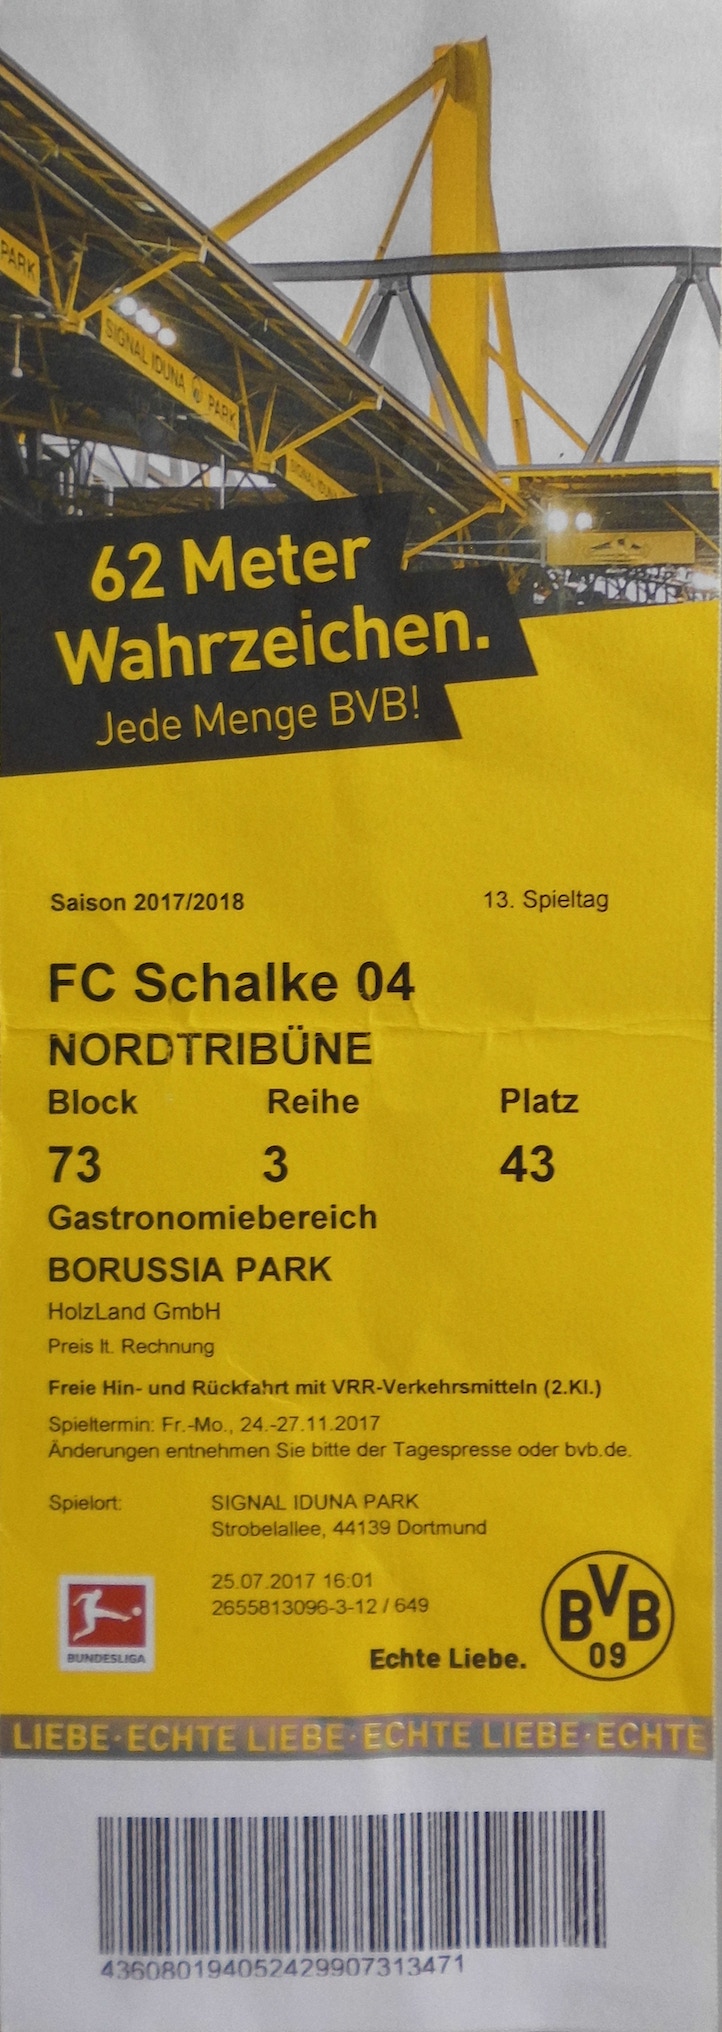 PARK
SIGNAL IDUNA PARK
SIGNAL IDUNA
62 Meter
Wahrzeichen.
Jede Menge BVB!
Saison 2017/2018 13. Spieltag
FC Schalke 04
NORDTRIBÜNE
Block Reihe Platz
73 3 43
Gastronomiebereich
BORUSSIA PARK
HolzLand GmbH
Preis lt. Rechnung
Freie Hin- und Rückfahrt mit VRR-Verkehrsmitteln (2.Kl.)
Spieltermin: Fr.-Mo., 24.-27.11.2017
Änderungen entnehmen Sie bitte der Tagespresse oder bvb.de.
Spielort: SIGNAL IDUNA PARK
Strobelallee, 44139 Dortmund
25.07.2017 16:01
2655813096-3-12 / 649
BUNDESLIGA
Echte Liebe.
BVB
09
LIEBE·ECHTE LIEBE·ECHTE LIEBE·ECHTE
436080194052429907313471